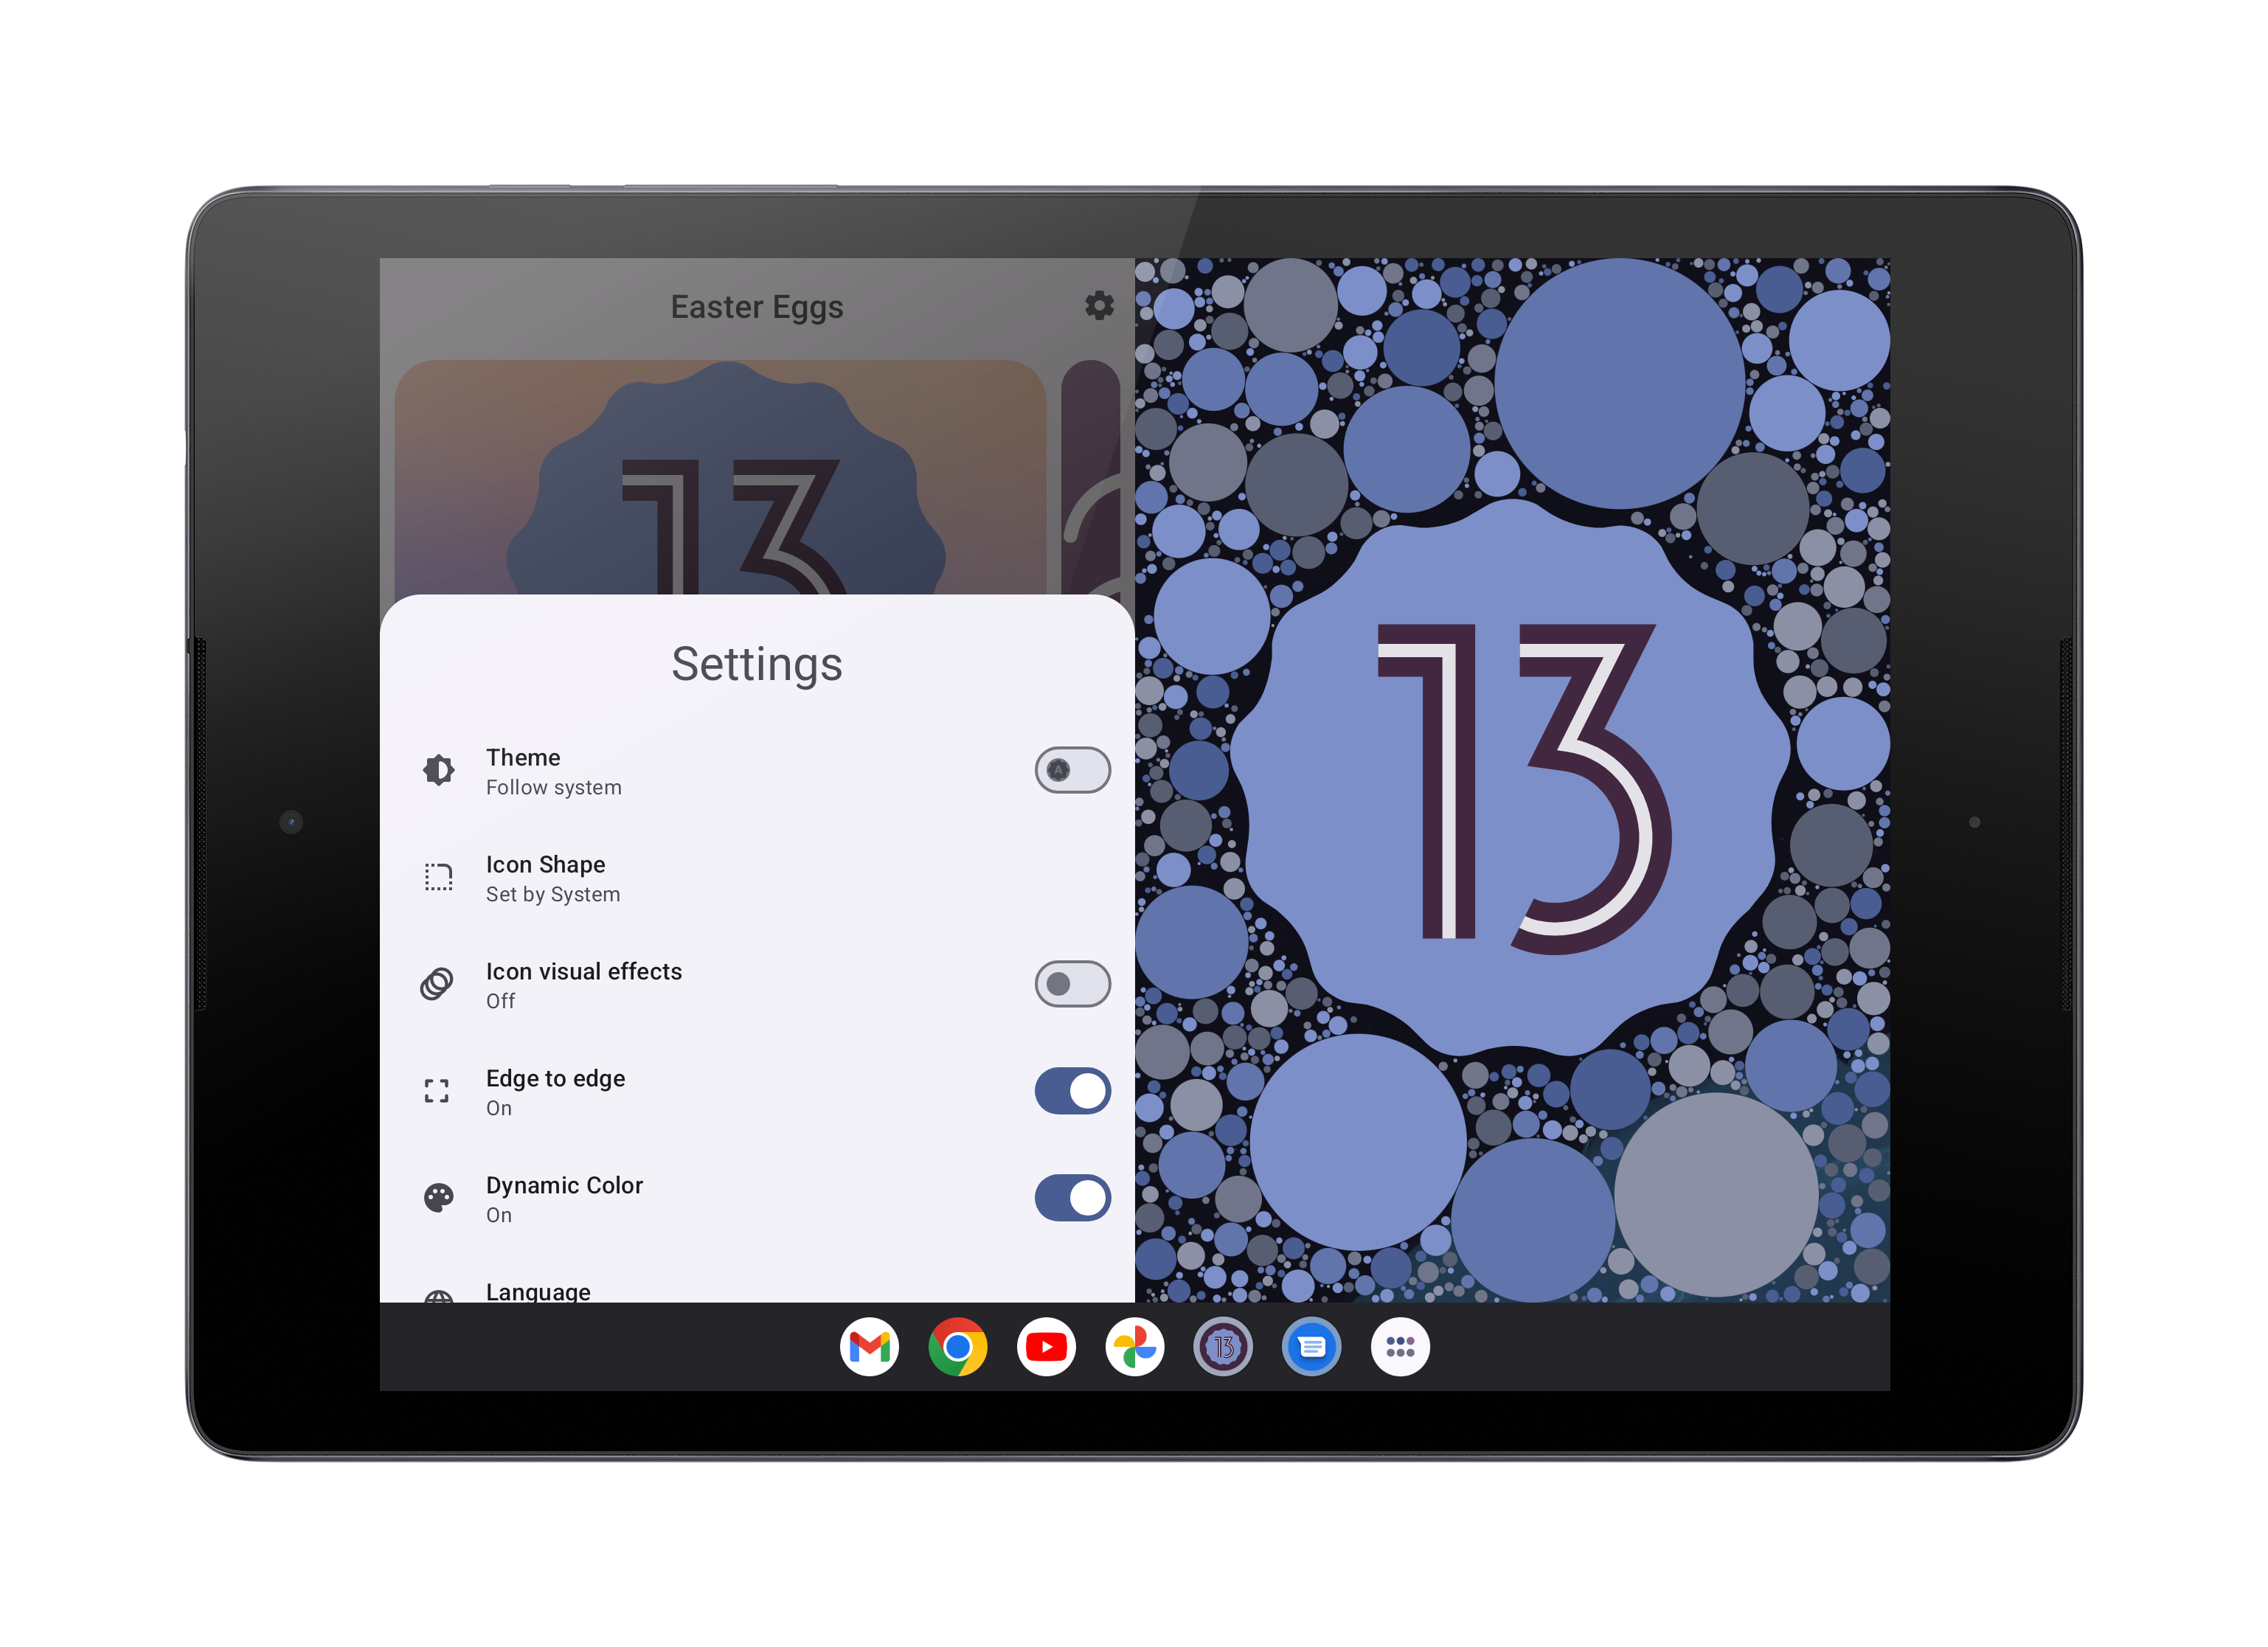 Easter Eggs
13
Settings
Theme
Follow system
A
Icon Shape
Set by System
Icon visual effects
Off
Edge to edge
On
Dynamic Color
On
Language
13
13